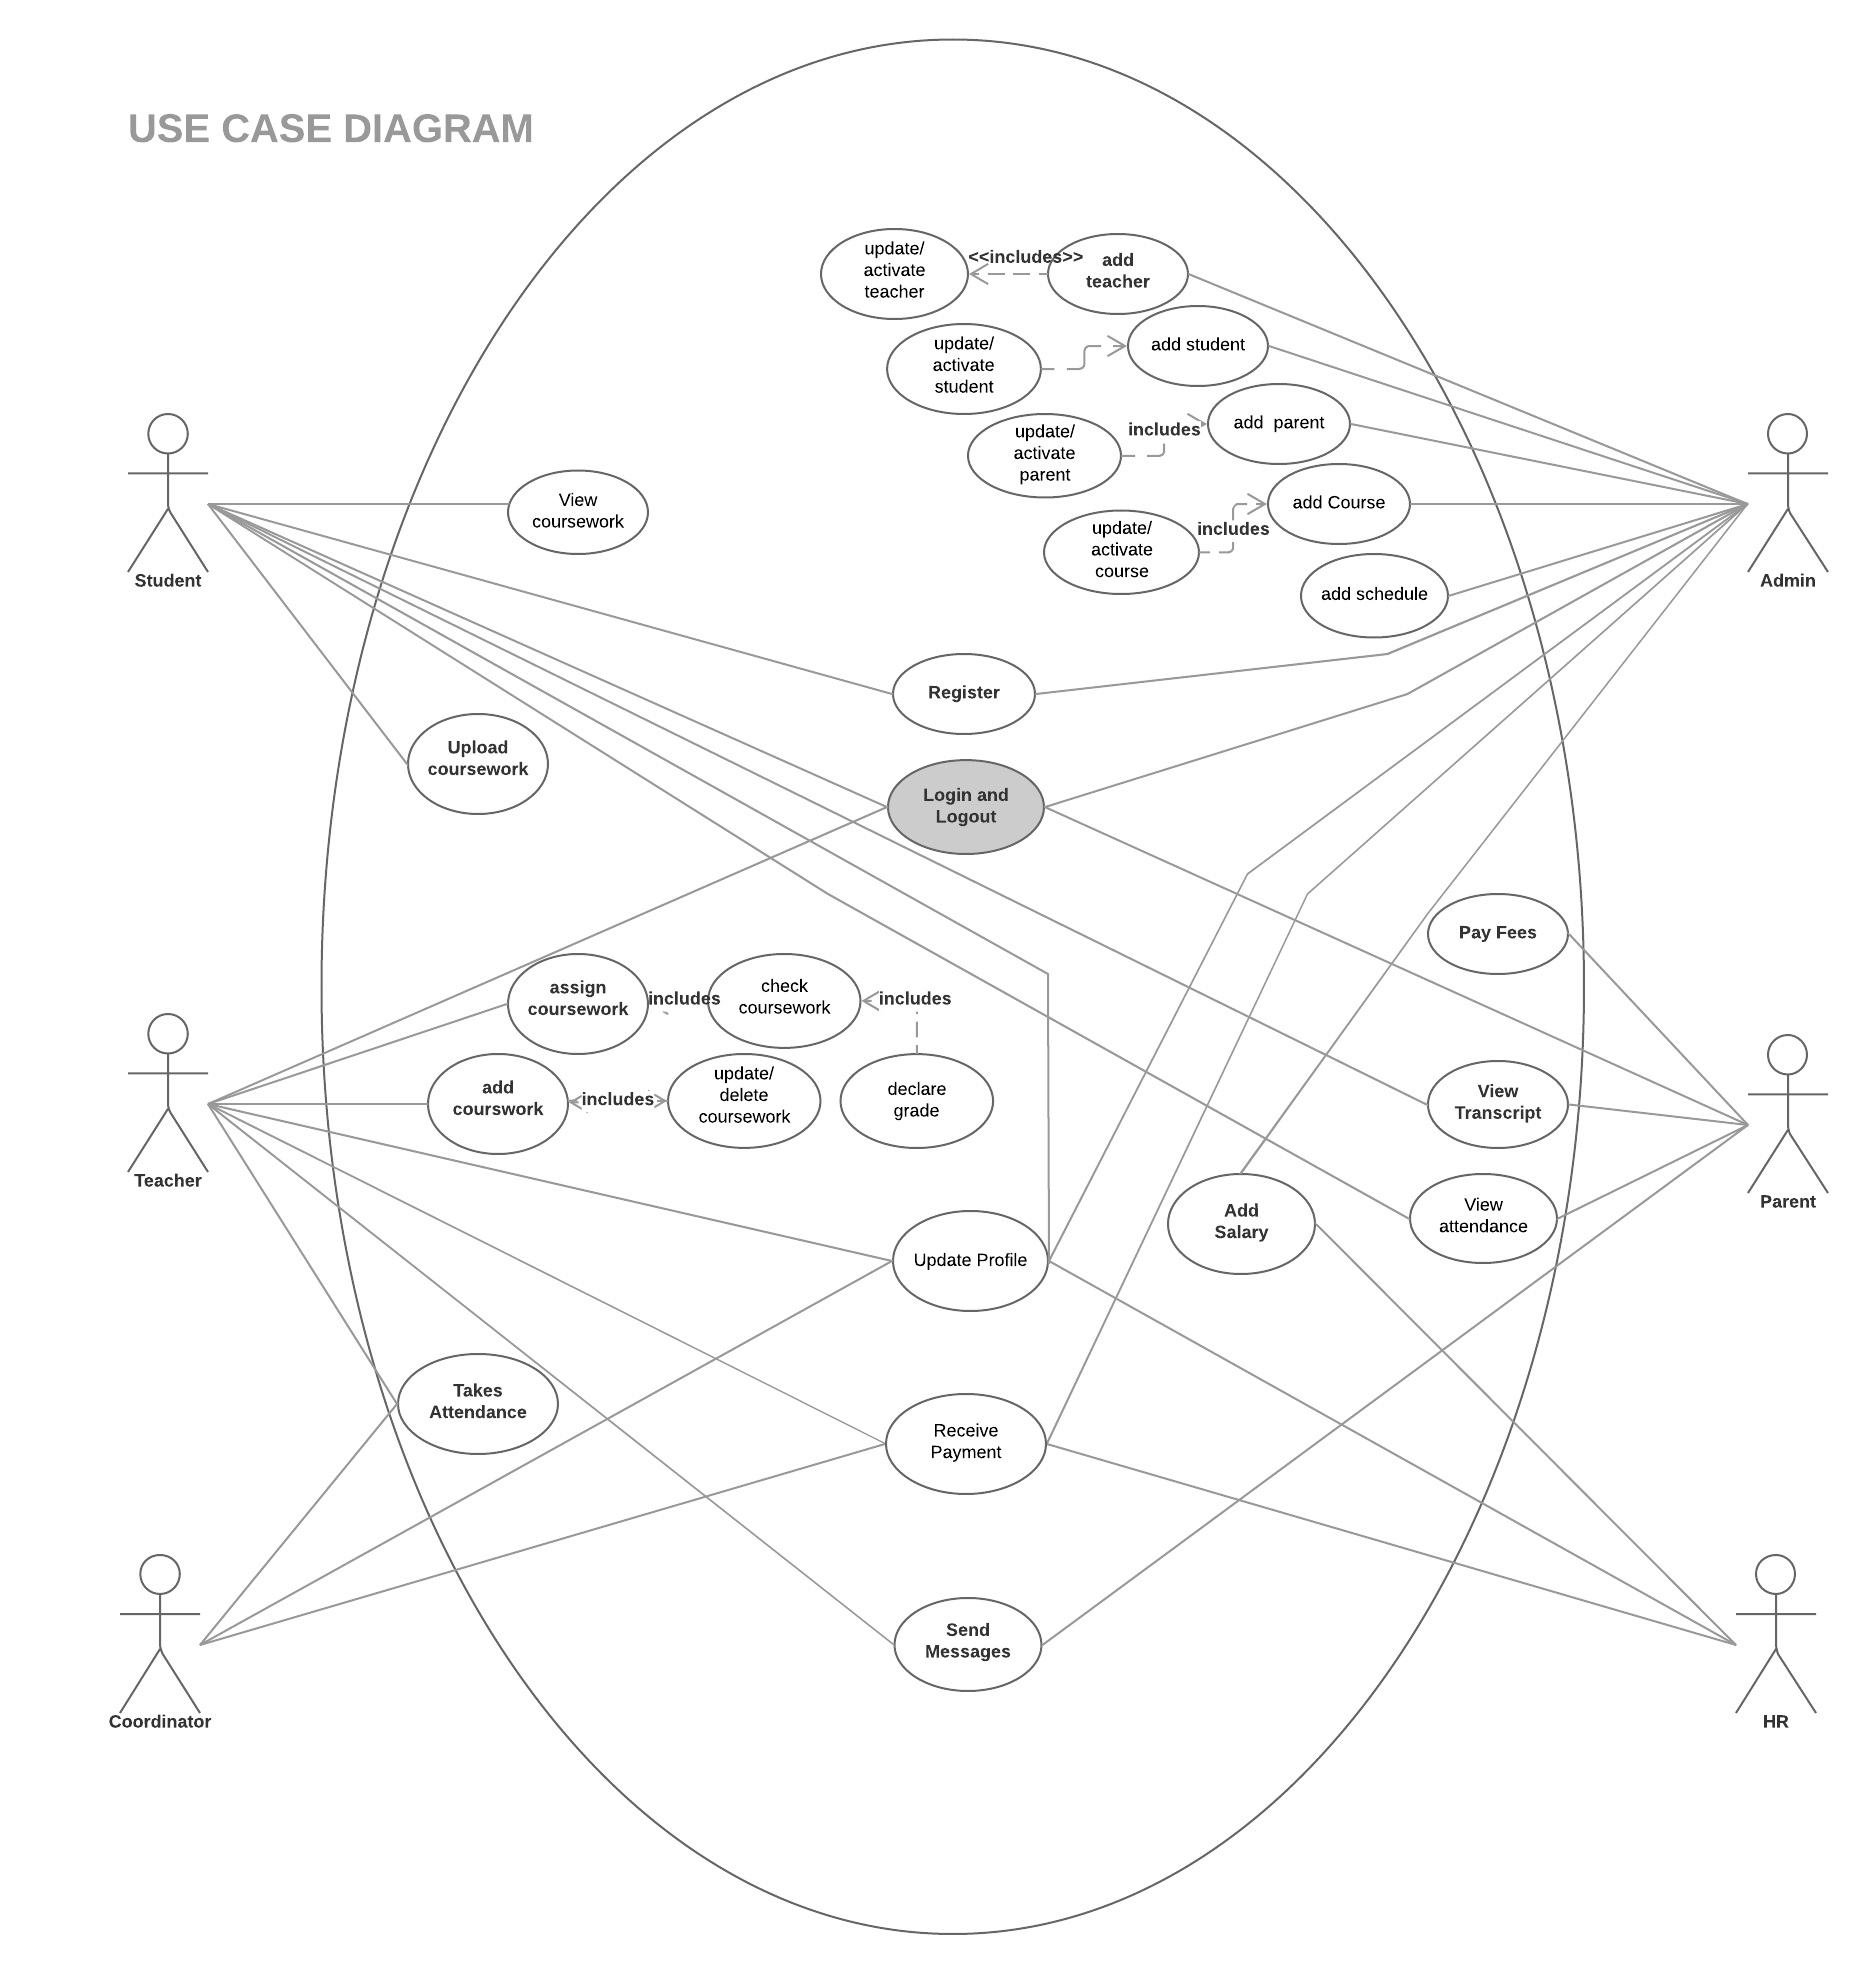 USE CASE DIAGRAM
update/
activate
teacher
<<includes>>
add
teacher
update/
activate
student
add student
update/
activate
parent
includes
add  parent
update/
activate
course
includes
add Course
add schedule
Student
View
coursework
Admin
Register
Upload
coursework
Login and
Logout
Pay Fees
assign
coursework
includes
check
coursework
includes
add
courswork
includes
update/
delete
coursework
declare
grade
View
Transcript
Teacher
Parent
Add
Salary
View
attendance
Update Profile
Takes
Attendance
Receive
Payment
Send
Messages
Coordinator
HR